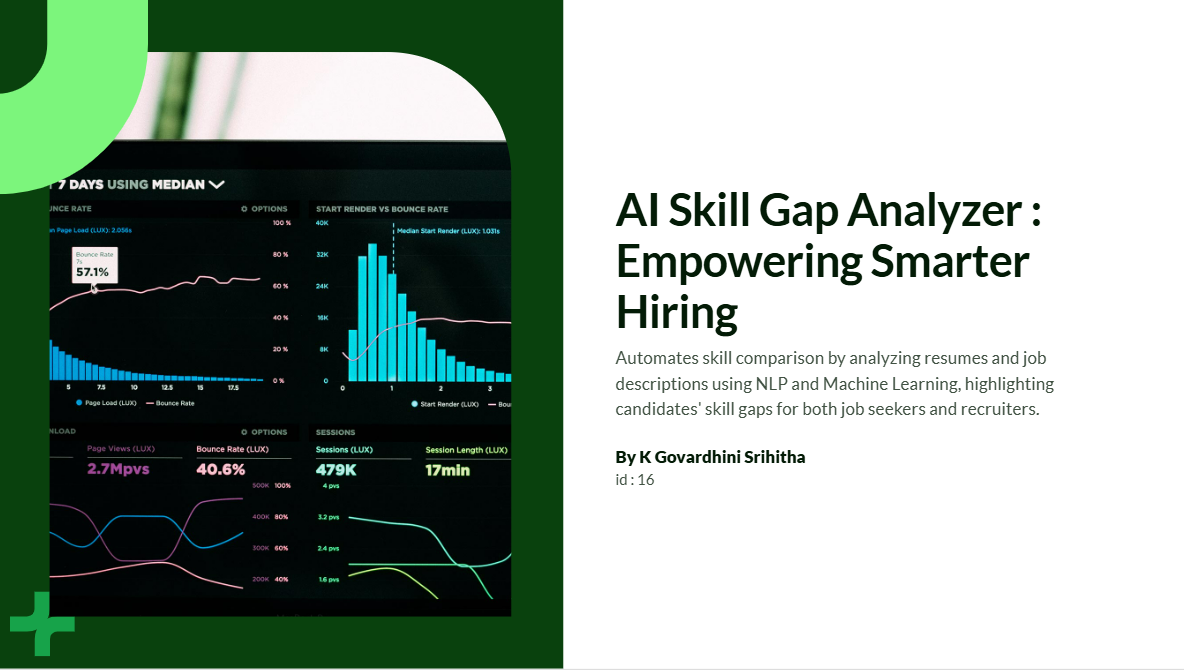 7 DAYS USING MEDIAN
UNCE RATE
OPTIONS
START RENDER VS BOUNCE RATE
Page Load (LUX): 2.056s
100 %
80 %
60 %
40 %
20 %
0 %
Bounce Rate
7s
57.1%
5 7.5 10 12.5 15 17.5
Page Load (LUX) Bounce Rate
40K
32K
24K
16K
8K
0
Median Start Render (LUX): 1.031s
0 1 2 3
Start Render (LUX) Bou
NLOAD
OPTIONS
SESSIONS
Page Views (LUX)
2.7Mpvs
Bounce Rate (LUX)
40.6%
Sessions (LUX)
479K
Session Length (LUX)
17min
500K 100%
400K 80%
300K 60%
200K 40%
4 pvs
3.2 pvs
2.4 pvs
1.6 pvs
AI Skill Gap Analyzer :
Empowering Smarter
Hiring
Automates skill comparison by analyzing resumes and job
descriptions using NLP and Machine Learning, highlighting
candidates' skill gaps for both job seekers and recruiters.
By K Govardhini Srihitha
id : 16